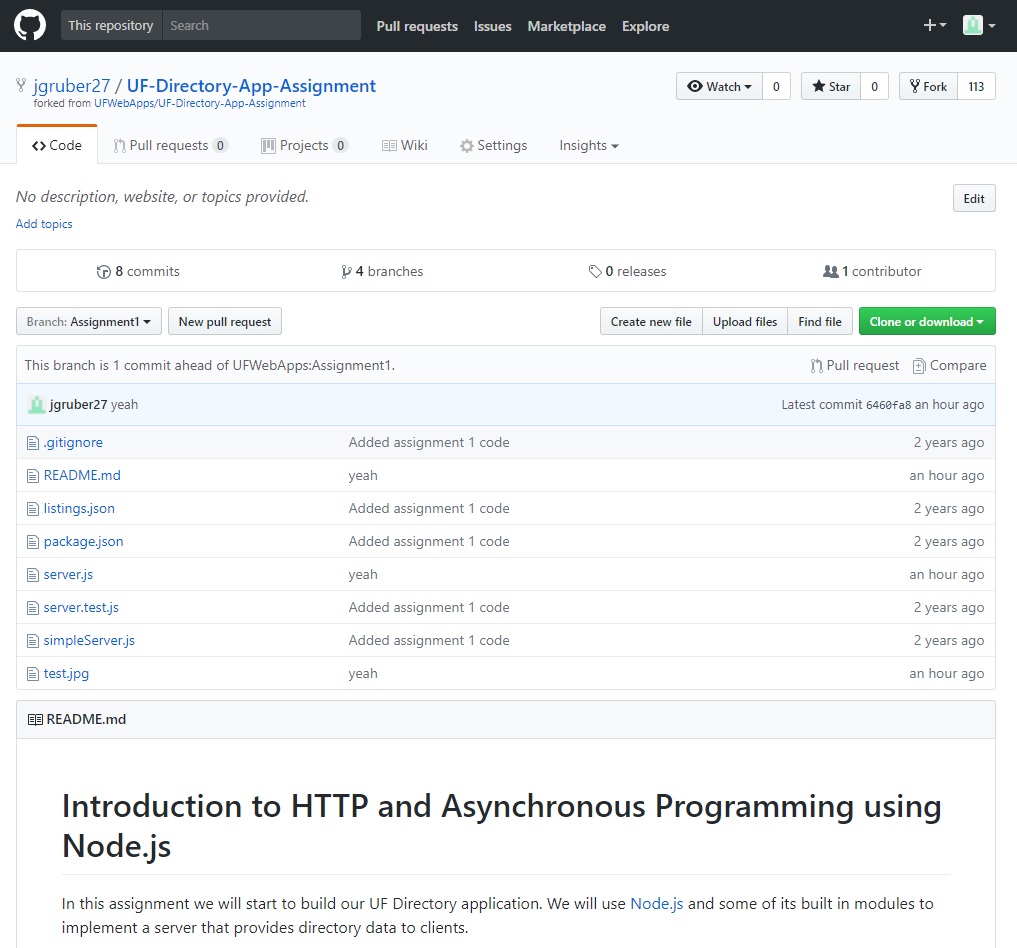 This repository Search Pull requests Issues Marketplace Explore
jgruber27 / UF-Directory-App-Assignment Watch 0 Star 0 Fork 113
forked from UFWebApps/UF-Directory-App-Assignment
Code Pull requests 0 Projects 0 Wiki Settings Insights
No description, website, or topics provided. Edit
Add topics
8 commits 4 branches 0 releases 1 contributor
Branch: Assignment1 New pull request Create new file Upload files Find file Clone or download
This branch is 1 commit ahead of UFWebApps:Assignment1. Pull request Compare
jgruber27 yeah Latest commit 6460fa8 an hour ago
.gitignore Added assignment 1 code 2 years ago
README.md yeah an hour ago
listings.json Added assignment 1 code 2 years ago
package.json Added assignment 1 code 2 years ago
server.js yeah an hour ago
server.test.js Added assignment 1 code 2 years ago
simpleServer.js Added assignment 1 code 2 years ago
test.jpg yeah an hour ago
README.md
Introduction to HTTP and Asynchronous Programming using
Node.js
In this assignment we will start to build our UF Directory application. We will use Node.js and some of its built in modules to
implement a server that provides directory data to clients.